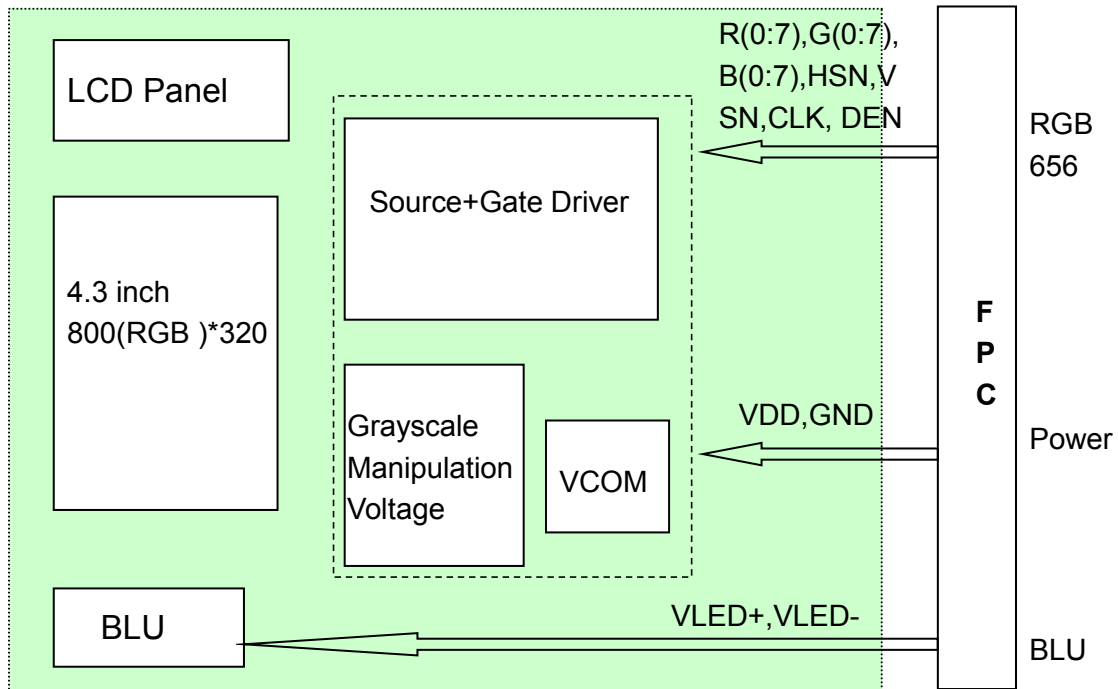 LCD Panel
4.3 inch
800(RGB )*320
BLU
Source+Gate Driver
Grayscale
Manipulation
Voltage
VCOM
R(0:7),G(0:7),
B(0:7),HSN,V
SN,CLK, DEN
VDD,GND
VLED+,VLED-
F
P
C
RGB
656
Power
BLU